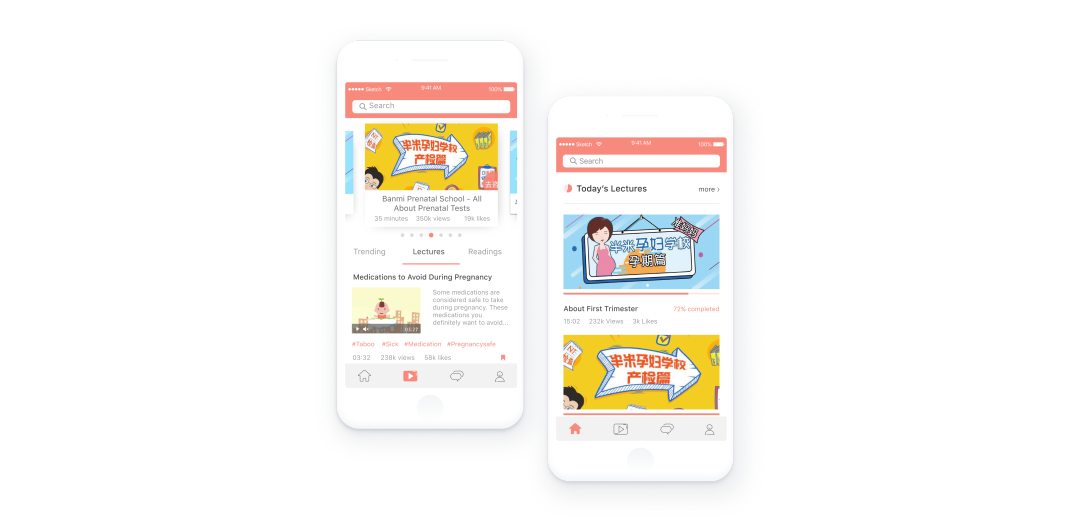 Sketch 9:41 AM 100%
Search
NT
半米孕妇学校
产检篇
Banmi Prenatal School - All
About Prenatal Tests
35 minutes 350k views 19k likes
Trending Lectures Readings
Medications to Avoid During Pregnancy
Some medications are
considered safe to take
during pregnancy. These
medications you
definitely want to avoid...
03:27
#Taboo #Sick #Medication #Pregnancysafe
03:32 238k views 58k likes
Sketch 9:41 AM 100%
Search
Today's Lectures more ›
半米孕妇学校
孕期篇
About First Trimester 72% complated
15:02 232k Views 3k Likes
NT
半米孕妇学校
产检篇